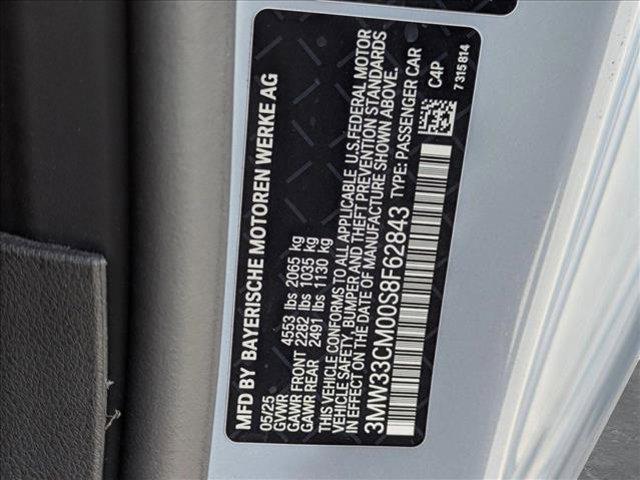 MFD BY BAYERISCHE MOTOREN WERKE AG
05/25
GVWR 4553 lbs 2065 kg
GAWR FRONT 2282 lbs 1035 kg
GAWR REAR 2491 lbs 1130 kg
THIS VEHICLE CONFORMS TO ALL APPLICABLE U.S.FEDERAL MOTOR
VEHICLE SAFETY, BUMPER AND THEFT PREVENTION STANDARDS
IN EFFECT ON THE DATE OF MANUFACTURE SHOWN ABOVE.
3MW33CM00S8F62843 TYPE: PASSENGER CAR
C4P
7 315 814